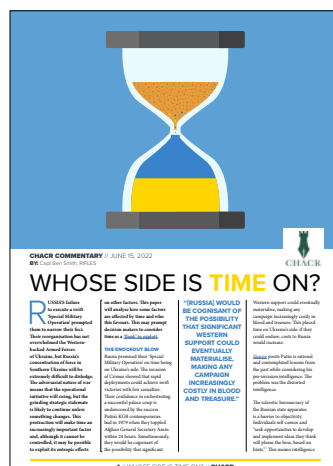 CHACR
CHACR COMMENTARY // JUNE 15, 2022
BY: Capt Ben Smith, RIFLES
WHOSE SIDE IS TIME ON?
RUSSIA'S failure
to execute a swift
'Special Military
Operation' prompted
them to narrow their foci.
Their reorganisation has not
overwhelmed the Western-
backed Armed Forces
of Ukraine, but Russia's
concentration of force in
Southern Ukraine will be
extremely difficult to dislodge.
The adversarial nature of war
means that the operational
initiative will swing, but the
grinding strategic stalemate
is likely to continue unless
something changes. This
protraction will make time an
increasingly important factor
and, although it cannot be
controlled, it may be possible
to exploit its entropic effects
on other factors. This paper
will analyse how some factors
are affected by time and who
this favours. This may prompt
decision makers to consider
time as a 'flank' to exploit.
THE KNOCKOUT BLOW
Russia premised their 'Special
Military Operation' on time being
on Ukraine's side. The invasion
of Crimea showed that rapid
deployments could achieve swift
victories with few casualties.
Their confidence in orchestrating
a successful palace coup is
underscored by the success
Putin's KGB contemporaries
had in 1979 when they toppled
Afghan General Secretary Amin
within 24 hours. Simultaneously,
they would be cognisant of
the possibility that significant
"[RUSSIA] WOULD
BE COGNISANT OF
THE POSSIBILITY
THAT SIGNIFICANT
WESTERN
SUPPORT COULD
EVENTUALLY
MATERIALISE,
MAKING ANY
CAMPAIGN
INCREASINGLY
COSTLY IN BLOOD
AND TREASURE."
Western support could eventually
materialise, making any
campaign increasingly costly in
blood and treasure. This placed
time on Ukraine's side if they
could endure, costs to Russia
would increase.
posits Putin is rational
and contemplated lessons from
the past while considering his
pre-invasion intelligence. The
problem was the distorted
intelligence.
The sclerotic bureaucracy of
the Russian state apparatus
is a barrier to objectivity.
Individuals self-censor and
"seek opportunities to develop
and implement ideas they think
will please the boss, based on
hints." This means intelligence
WHOSE SIDE IS TIME ON? // CHACR